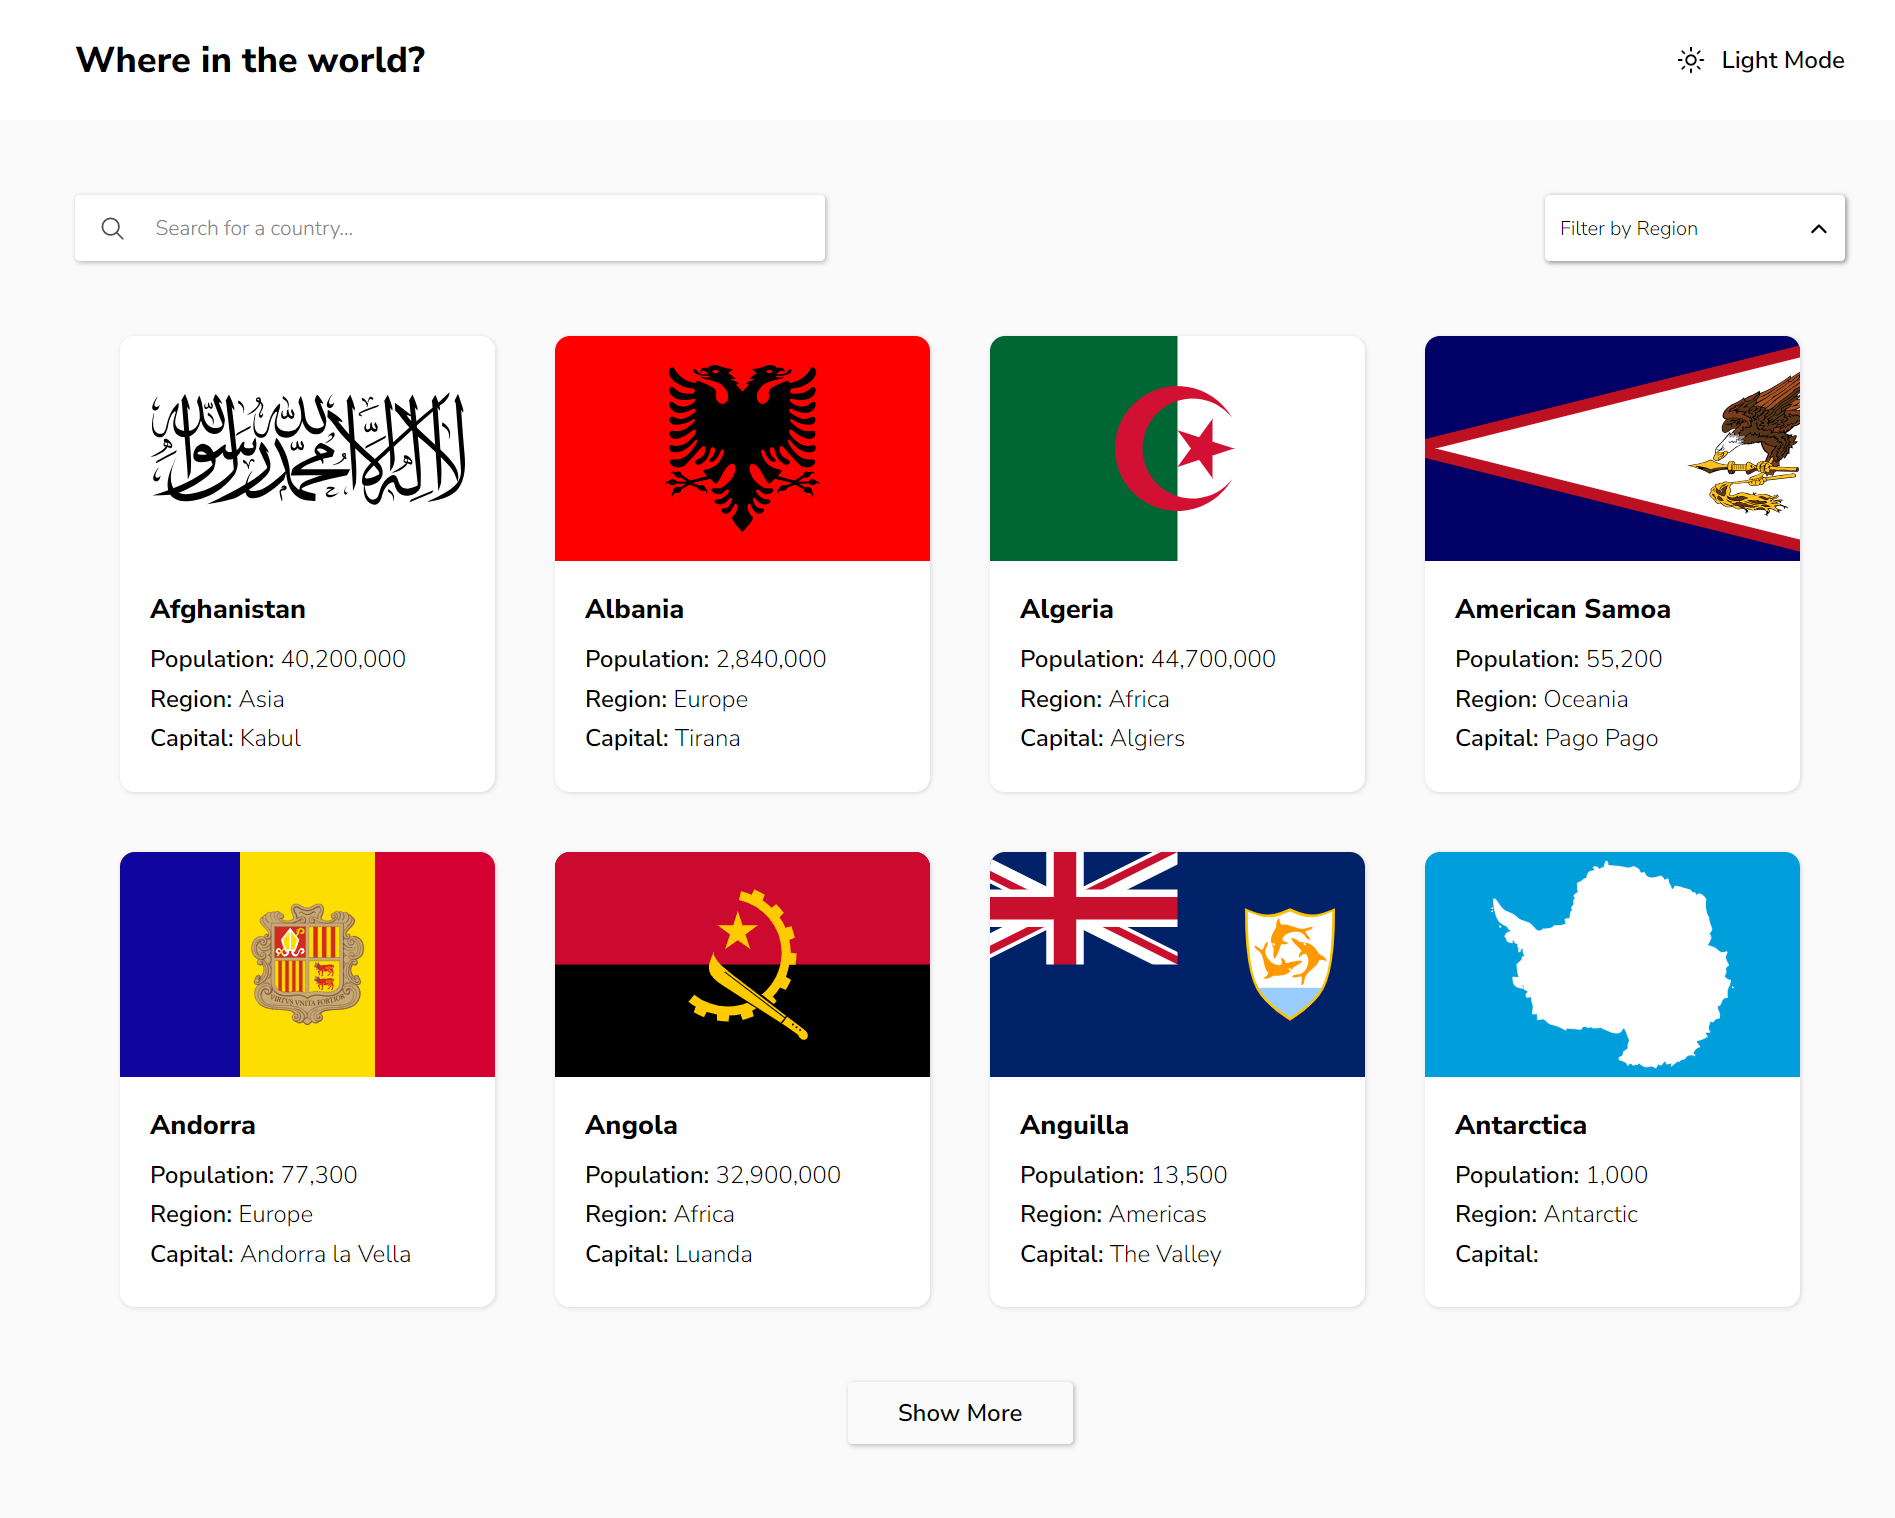 Where in the world?
Light Mode
Search for a country...
Filter by Region
لا إله إلا الله محمد رسول الله
Afghanistan
Population: 40,200,000
Region: Asia
Capital: Kabul
Albania
Population: 2,840,000
Region: Europe
Capital: Tirana
Algeria
Population: 44,700,000
Region: Africa
Capital: Algiers
American Samoa
Population: 55,200
Region: Oceania
Capital: Pago Pago
VIRTVS VNITA FORTIOR
Andorra
Population: 77,300
Region: Europe
Capital: Andorra la Vella
Angola
Population: 32,900,000
Region: Africa
Capital: Luanda
Anguilla
Population: 13,500
Region: Americas
Capital: The Valley
Antarctica
Population: 1,000
Region: Antarctic
Capital:
Show More